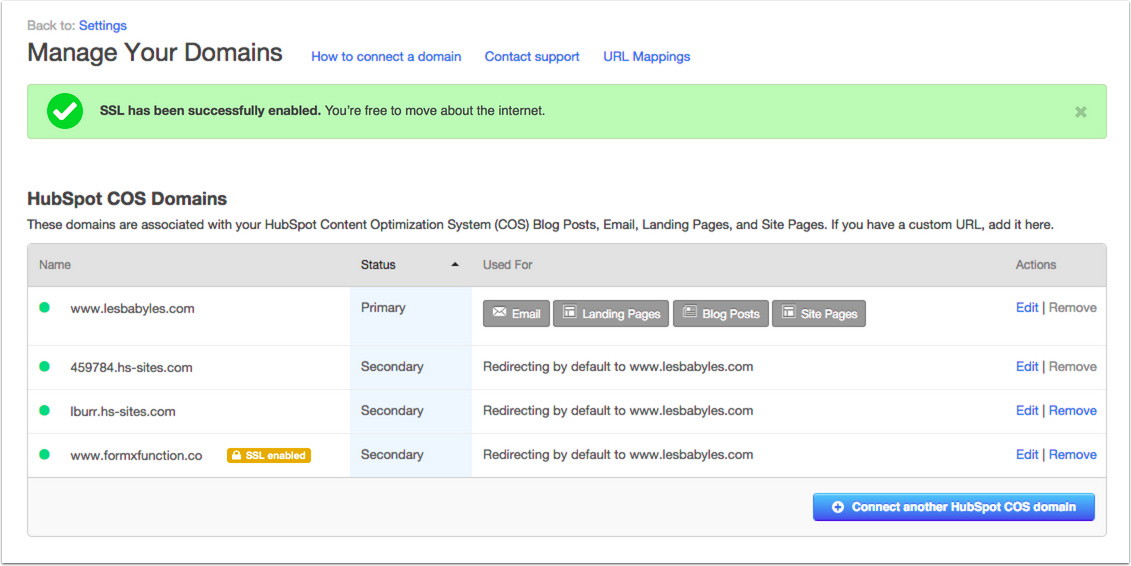 Back to: Settings
Manage Your Domains How to connect a domain Contact support URL Mappings
SSL has been successfully enabled. You're free to move about the internet.
HubSpot COS Domains
These domains are associated with your HubSpot Content Optimization System (COS) Blog Posts, Email, Landing Pages, and Site Pages. If you have a custom URL, add it here.
Name Status Used For Actions
www.lesbabyles.com Primary Email Landing Pages Blog Posts Site Pages Edit | Remove
459784.hs-sites.com Secondary Redirecting by default to www.lesbabyles.com Edit | Remove
lburr.hs-sites.com Secondary Redirecting by default to www.lesbabyles.com Edit | Remove
www.formxfunction.co SSL enabled Secondary Redirecting by default to www.lesbabyles.com Edit | Remove
Connect another HubSpot COS domain